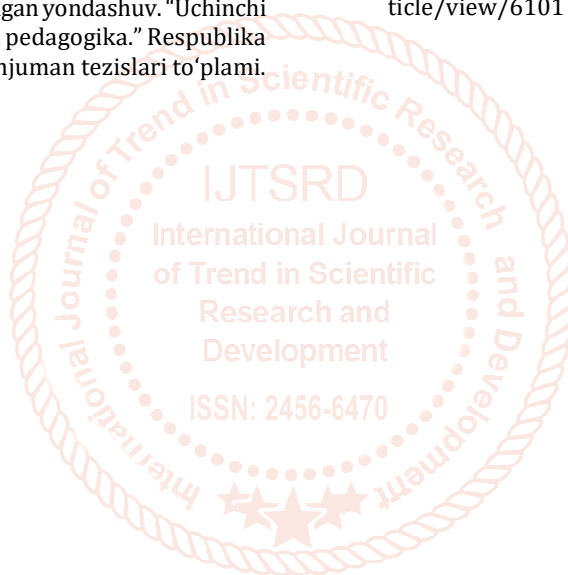 gan yondashuv. “Uchinchi
pedagogika.” Respublika
njuman tezislari to‘plami.
ticle/view/6101
International Journal of Trend in Scientific Research and Development
IJTSRD
International Journal
of Trend in Scientific
Research and
Development
ISSN: 2456-6470